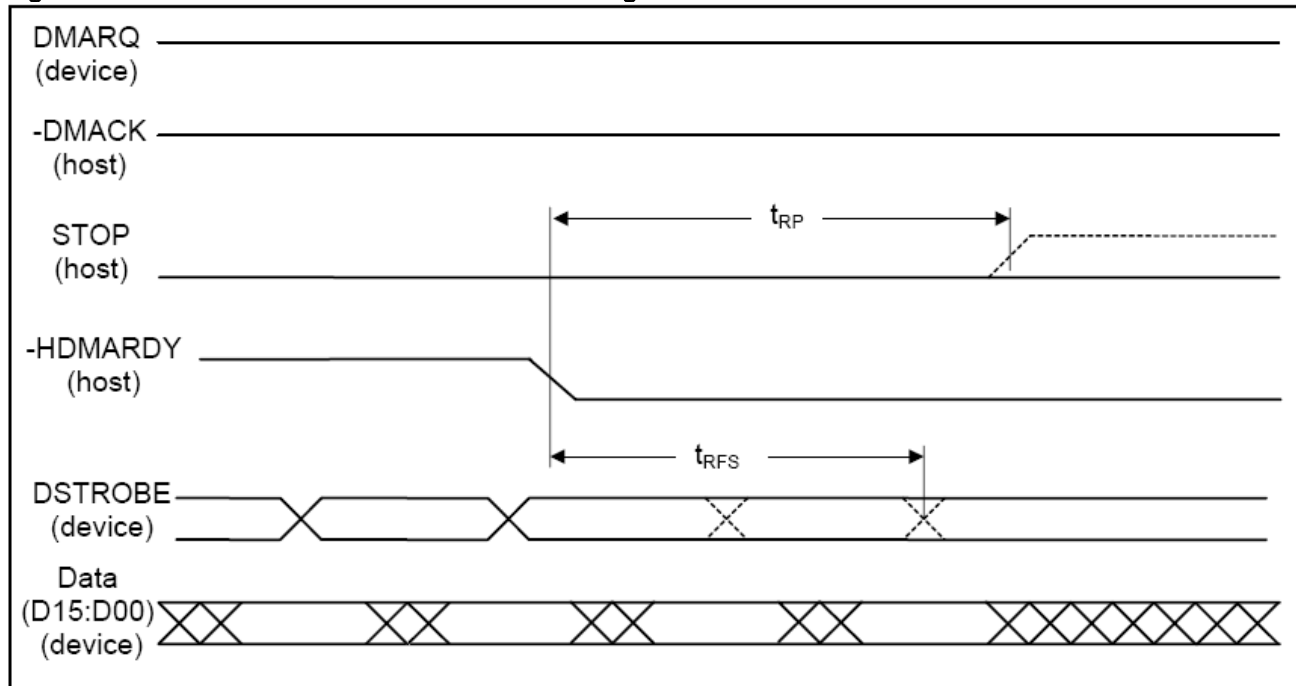 DMARQ
(device)
-DMACK
(host)
STOP
(host)
tRP
-HDMARDY
(host)
tRFS
DSTROBE
(device)
Data
(D15:D00)
(device)